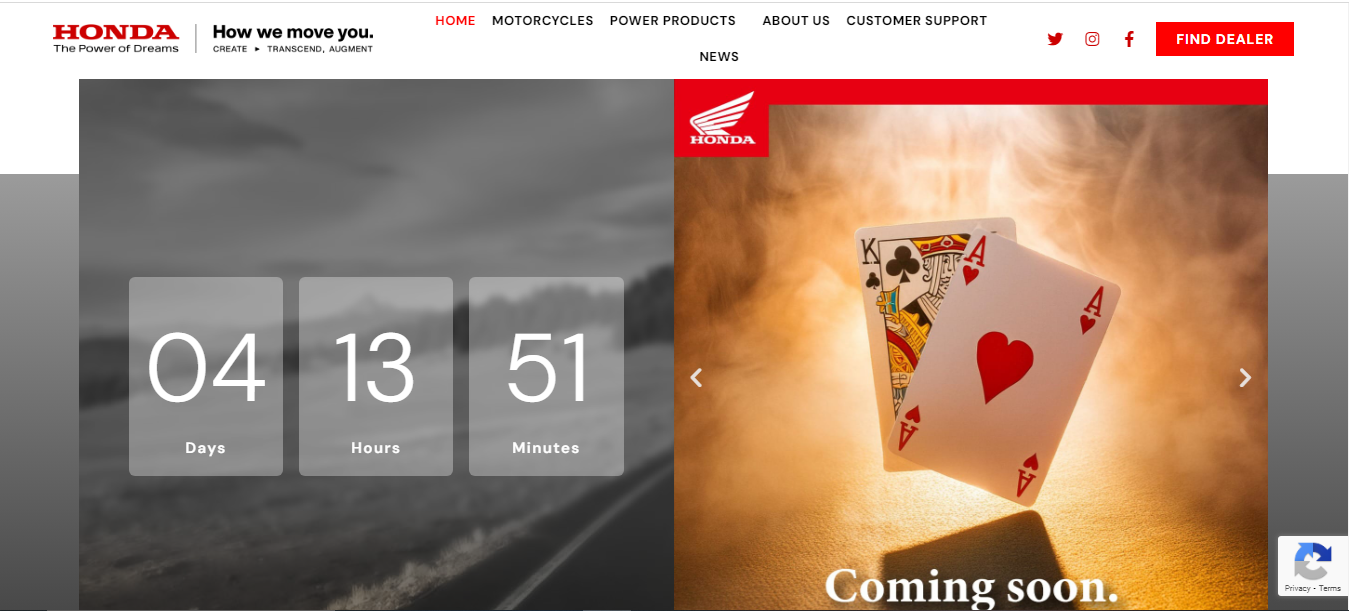 HONDA
The Power of Dreams
How we move you.
CREATE ► TRANSCEND, AUGMENT
HOME MOTORCYCLES POWER PRODUCTS ABOUT US CUSTOMER SUPPORT
NEWS
FIND DEALER
04 13 51
Days Hours Minutes
HONDA
K
K
A
A
A
A
Coming soon.
Privacy - Terms